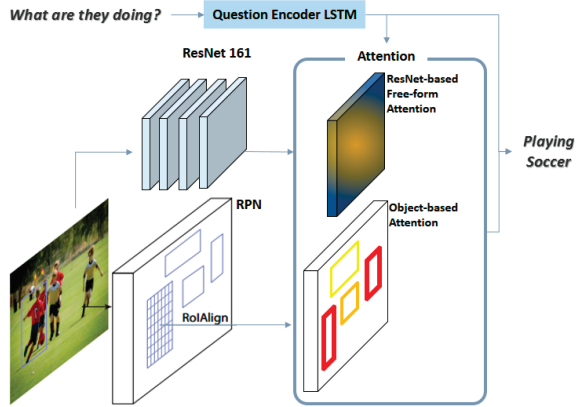 What are they doing?
Question Encoder LSTM
ResNet 161
Attention
ResNet-based
Free-form
Attention
Playing
Soccer
RPN
Object-based
Attention
RoIAlign